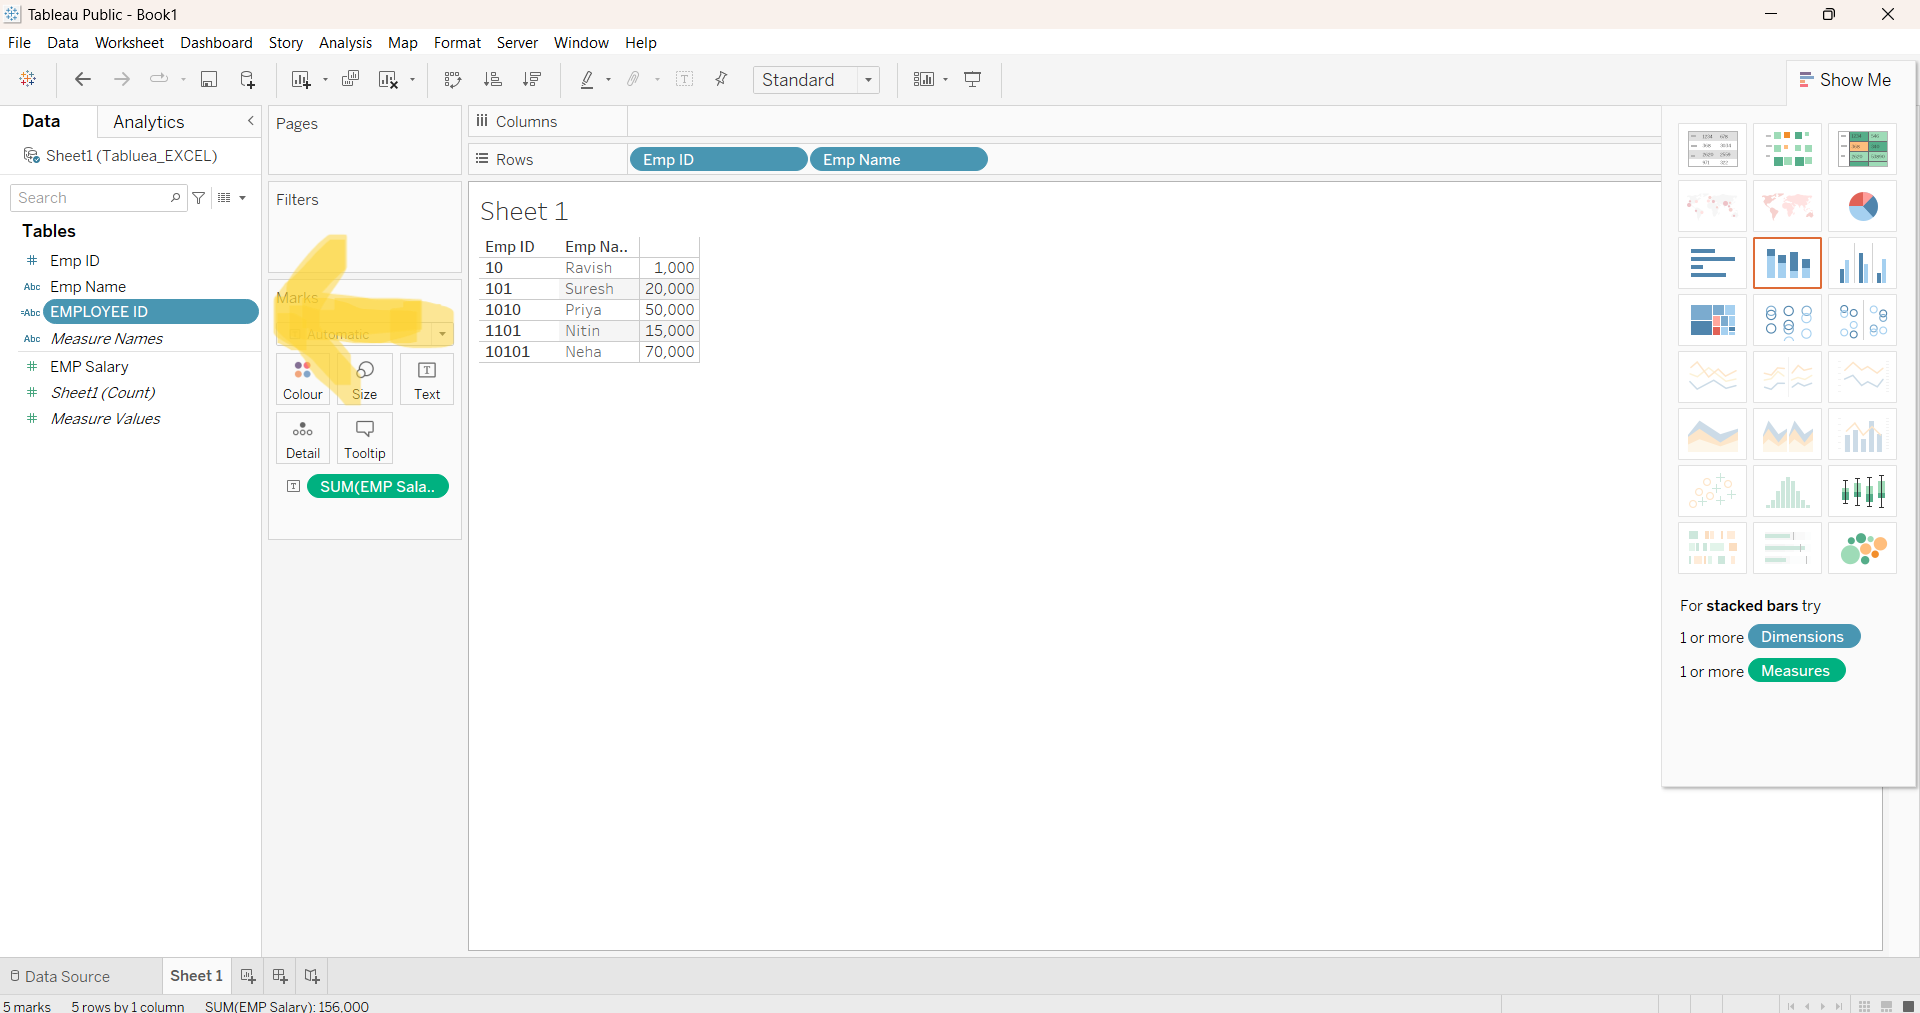 Tableau Public - Book1
File Data Worksheet Dashboard Story Analysis Map Format Server Window Help
Standard
Show Me
Data Analytics
Sheet1 (Tabluea_EXCEL)
Search
Tables
# Emp ID
Abc Emp Name
=Abc EMPLOYEE ID
Abc Measure Names
# EMP Salary
# Sheet1 (Count)
# Measure Values
Pages
Filters
Marks
Automatic
Colour Size Text
Detail Tooltip
SUM(EMP Sala..
Columns
Rows Emp ID Emp Name
Sheet 1
Emp ID Emp Na..
10 Ravish 1,000
101 Suresh 20,000
1010 Priya 50,000
1101 Nitin 15,000
10101 Neha 70,000
For stacked bars try
1 or more Dimensions
1 or more Measures
Data Source Sheet 1
5 marks 5 rows by 1 column SUM(EMP Salary): 156,000